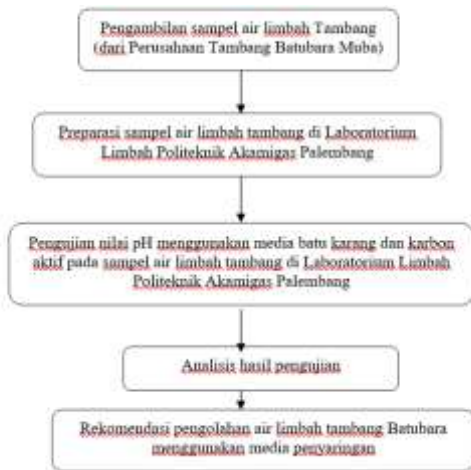 Pengambilan sampel air limbah Tambang
(dari Perusahaan Tambang Batubara Muba)
Preparasi sampel air limbah tambang di Laboratorium
Limbah Politeknik Akamigas Palembang
Pengujian nilai pH menggunakan media batu karang dan karbon
aktif pada sampel air limbah tambang di Laboratorium Limbah
Politeknik Akamigas Palembang
Analisis hasil pengujian
Rekomendasi pengolahan air limbah tambang Batubara
menggunakan media penyaringan